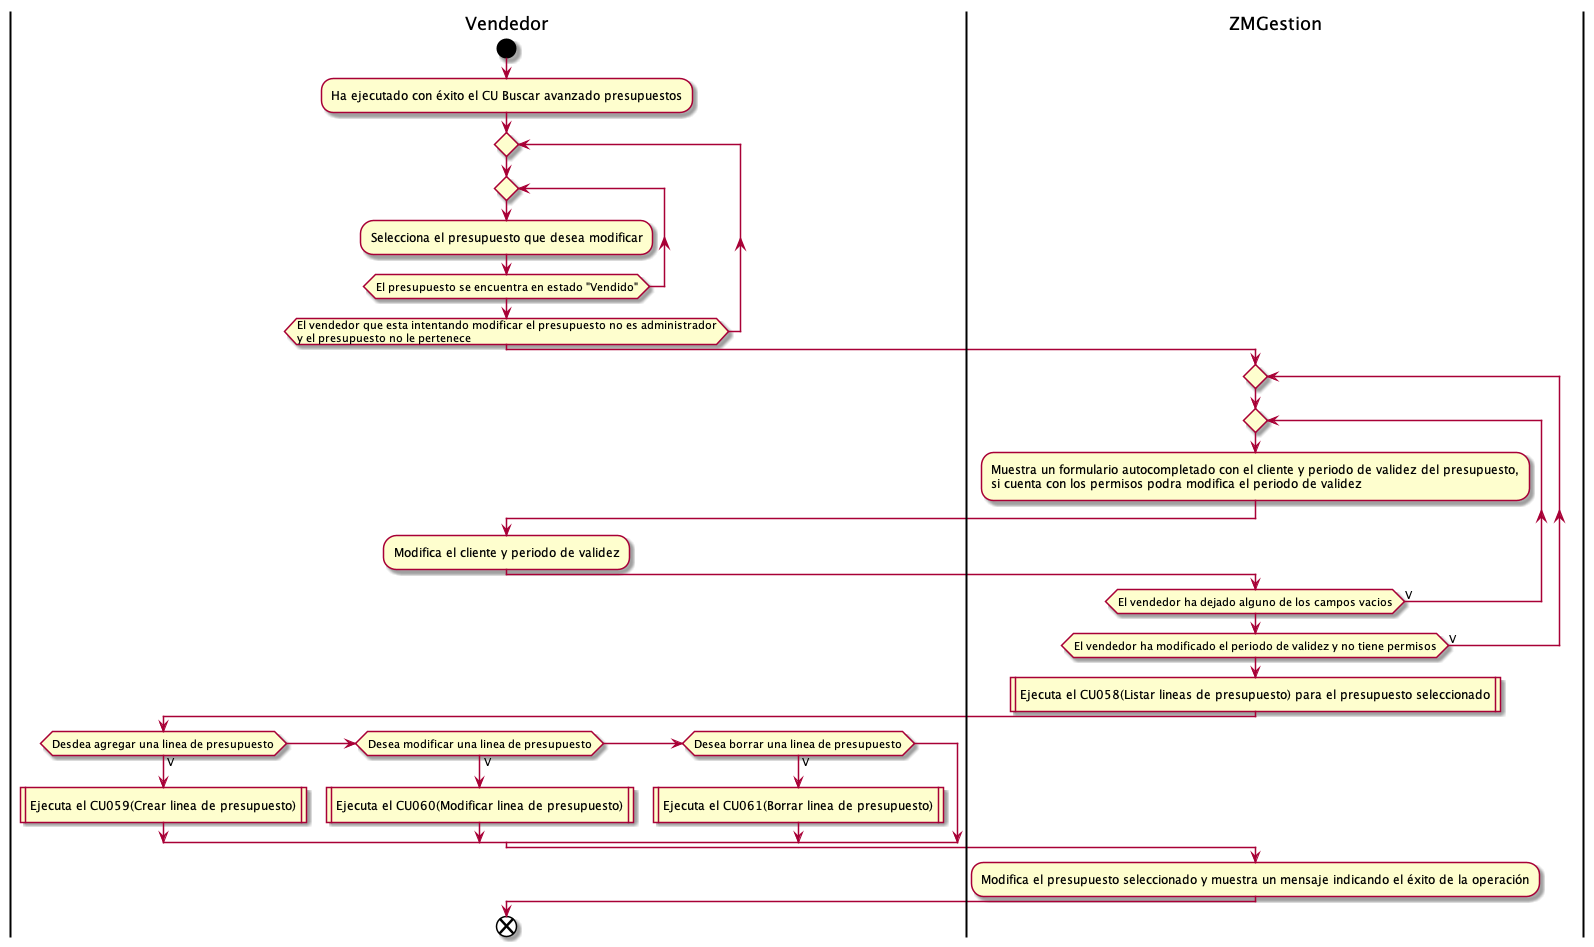 Vendedor
ZMGestion
Ha ejecutado con éxito el CU Buscar avanzado presupuestos
Selecciona el presupuesto que desea modificar
El presupuesto se encuentra en estado "Vendido"
El vendedor que esta intentando modificar el presupuesto no es administrador
y el presupuesto no le pertenece
Muestra un formulario autocompletado con el cliente y periodo de validez del presupuesto,
si cuenta con los permisos podra modifica el periodo de validez
Modifica el cliente y periodo de validez
El vendedor ha dejado alguno de los campos vacios
V
El vendedor ha modificado el periodo de validez y no tiene permisos
V
Ejecuta el CU058(Listar lineas de presupuesto) para el presupuesto seleccionado
Desdea agregar una linea de presupuesto
Desea modificar una linea de presupuesto
Desea borrar una linea de presupuesto
V
V
V
Ejecuta el CU059(Crear linea de presupuesto)
Ejecuta el CU060(Modificar linea de presupuesto)
Ejecuta el CU061(Borrar linea de presupuesto)
Modifica el presupuesto seleccionado y muestra un mensaje indicando el éxito de la operación